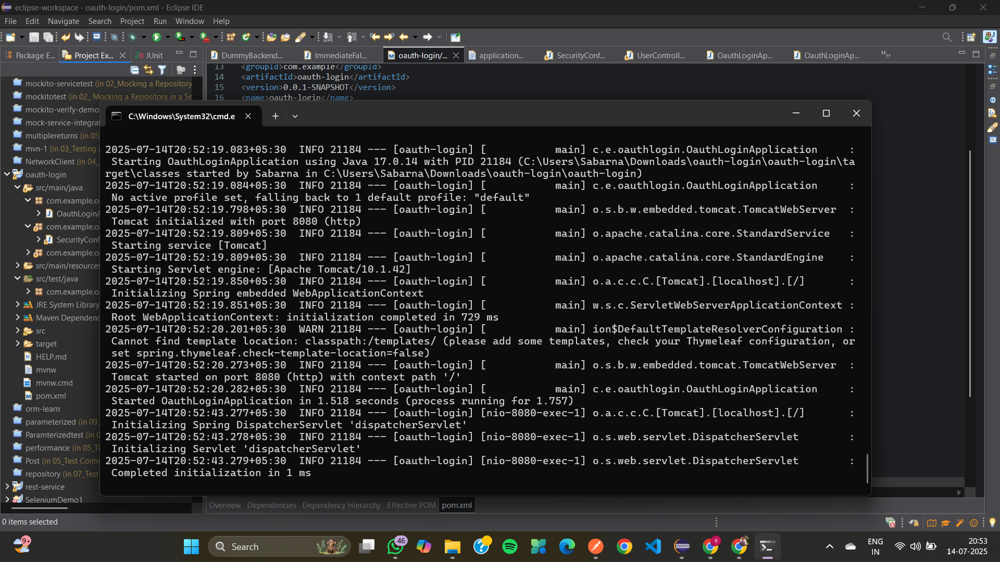 eclipse-workspace - oauth-login/pom.xml - Eclipse IDE
File Edit Navigate Search Project Run Window Help
Package E... Project Ex... JUnit
DummyBackend... ImmediateFal... oauth-login/... application... SecurityConf... UserControll... OauthLoginAp... OauthLoginAp... »77
13 <groupId>com.example</groupId>
14 <artifactId>oauth-login</artifactId>
15 <version>0.0.1-SNAPSHOT</version>
16 <name>oauth-login</name>
mockito-servicetest (in 02_Mocking a Repository
mockitotest (in 02_ Mocking a Repository in a Se
mockito-verify-demo
mock-service-integrat
multiplereturns (in 05_
mvn-1 (in 03_Testing a
NetworkClient (in 04_
oauth-login
src/main/java
com.example.oa
OauthLoginA
com.example.oa
SecurityConf
com.example.oa
src/main/resources
src/test/java
com.example.oa
JRE System Library
Maven Dependenc
src
target
HELP.md
mvnw
mvnw.cmd
pom.xml
orm-learn
parameterized (in 09_
Paramterizedtest (in 0
performance (in 05_Ti
Post (in 05_Test Contr
repository (in 07_Test
rest-service
SeleniumDemo1
C:\Windows\System32\cmd.e
2025-07-14T20:52:19.083+05:30  INFO 21184 --- [oauth-login] [           main] c.e.oauthlogin.OauthLoginApplication     :
Starting OauthLoginApplication using Java 17.0.14 with PID 21184 (C:\Users\Sabarna\Downloads\oauth-login\oauth-login\ta
rget\classes started by Sabarna in C:\Users\Sabarna\Downloads\oauth-login\oauth-login)
2025-07-14T20:52:19.084+05:30  INFO 21184 --- [oauth-login] [           main] c.e.oauthlogin.OauthLoginApplication     :
No active profile set, falling back to 1 default profile: "default"
2025-07-14T20:52:19.798+05:30  INFO 21184 --- [oauth-login] [           main] o.s.b.w.embedded.tomcat.TomcatWebServer  :
Tomcat initialized with port 8080 (http)
2025-07-14T20:52:19.809+05:30  INFO 21184 --- [oauth-login] [           main] o.apache.catalina.core.StandardService   :
Starting service [Tomcat]
2025-07-14T20:52:19.809+05:30  INFO 21184 --- [oauth-login] [           main] o.apache.catalina.core.StandardEngine    :
Starting Servlet engine: [Apache Tomcat/10.1.42]
2025-07-14T20:52:19.850+05:30  INFO 21184 --- [oauth-login] [           main] o.a.c.c.C.[Tomcat].[localhost].[/]       :
Initializing Spring embedded WebApplicationContext
2025-07-14T20:52:19.851+05:30  INFO 21184 --- [oauth-login] [           main] w.s.c.ServletWebServerApplicationContext :
Root WebApplicationContext: initialization completed in 729 ms
2025-07-14T20:52:20.201+05:30  WARN 21184 --- [oauth-login] [           main] ion$DefaultTemplateResolverConfiguration :
Cannot find template location: classpath:/templates/ (please add some templates, check your Thymeleaf configuration, or
set spring.thymeleaf.check-template-location=false)
2025-07-14T20:52:20.273+05:30  INFO 21184 --- [oauth-login] [           main] o.s.b.w.embedded.tomcat.TomcatWebServer  :
Tomcat started on port 8080 (http) with context path '/'
2025-07-14T20:52:20.282+05:30  INFO 21184 --- [oauth-login] [           main] c.e.oauthlogin.OauthLoginApplication     :
Started OauthLoginApplication in 1.518 seconds (process running for 1.757)
2025-07-14T20:52:43.277+05:30  INFO 21184 --- [oauth-login] [nio-8080-exec-1] o.a.c.c.C.[Tomcat].[localhost].[/]       :
Initializing Spring DispatcherServlet 'dispatcherServlet'
2025-07-14T20:52:43.278+05:30  INFO 21184 --- [oauth-login] [nio-8080-exec-1] o.s.web.servlet.DispatcherServlet        :
Initializing Servlet 'dispatcherServlet'
2025-07-14T20:52:43.279+05:30  INFO 21184 --- [oauth-login] [nio-8080-exec-1] o.s.web.servlet.DispatcherServlet        :
Completed initialization in 1 ms
Overview Dependencies Dependency Hierarchy Effective POM pom.xml
0 items selected
9+
Search
46
ENG
IN
20:53
14-07-2025